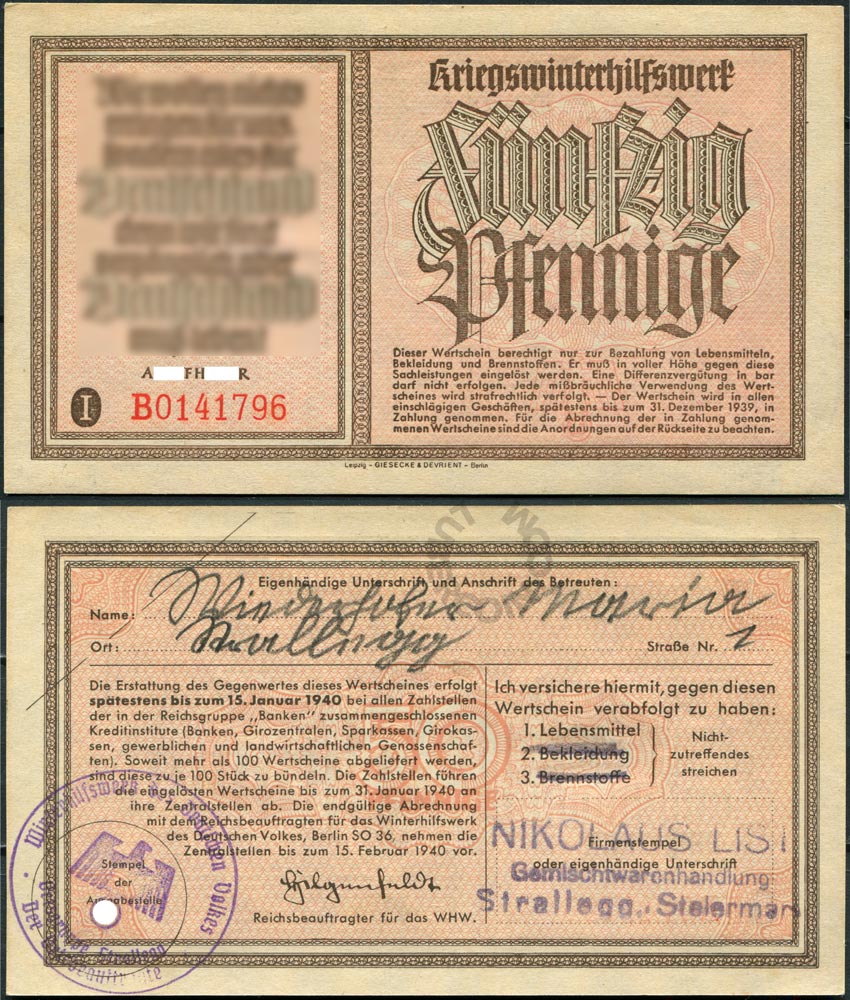 Kriegswinterhilfswerk
Fünfzig
Pfennige
Dieser Wertschein berechtigt nur zur Bezahlung von Lebensmitteln,
Bekleidung und Brennstoffen. Er muß in voller Höhe gegen diese
Sachleistungen eingelöst werden. Eine Differenzvergütung in bar
darf nicht erfolgen. Jede mißbräuchliche Verwendung des Wert-
scheines wird strafrechtlich verfolgt. — Der Wertschein wird in allen
einschlägigen Geschäften, spätestens bis zum 31. Dezember 1939, in
Zahlung genommen. Für die Abrechnung der in Zahlung genom-
menen Wertscheine sind die Anordnungen auf der Rückseite zu beachten.
A FH R
I B0141796
Leipzig – GIESECKE & DEVRIENT – Berlin
Eigenhändige Unterschrift und Anschrift des Betreuten:
Name: Maria
Ort: Strallegg Straße Nr. 1
Die Erstattung des Gegenwertes dieses Wertscheines erfolgt
spätestens bis zum 15. Januar 1940 bei allen Zahlstellen
der in der Reichsgruppe „Banken" zusammengeschlossenen
Kreditinstitute (Banken, Girozentralen, Sparkassen, Girokas-
sen, gewerblichen und landwirtschaftlichen Genossenschaf-
ten). Soweit mehr als 100 Wertscheine abgeliefert werden,
sind diese zu je 100 Stück zu bündeln. Die Zahlstellen führen
die eingelösten Wertscheine bis zum 31. Januar 1940 an
ihre Zentralstellen ab. Die endgültige Abrechnung
mit dem Reichsbeauftragten für das Winterhilfswerk
des Deutschen Volkes, Berlin SO 36, nehmen die
Zentralstellen bis zum 15. Februar 1940 vor.
Hilgenfeldt
Reichsbeauftragter für das WHW.
50
Ich versichere hiermit, gegen diesen
Wertschein verabfolgt zu haben:
1. Lebensmittel
2. Bekleidung
3. Brennstoffe
Nicht-
zutreffendes
streichen
NIKOLAUS LIST
Firmenstempel
oder eigenhändige Unterschrift
Gemischtwarenhandlung
Strallegg, Steiermark
Winterhilfswerk Volkes
Stempel
der
Ausgabestelle
Strallegg